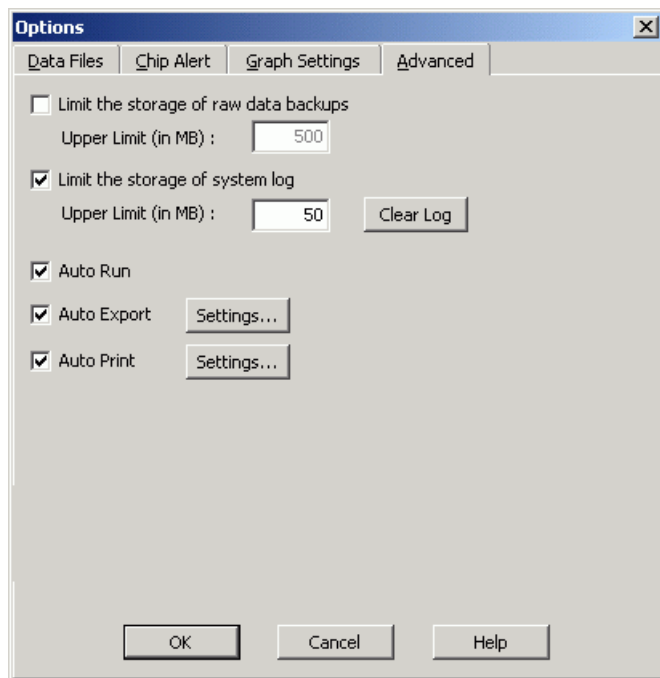 Options
Data Files Chip Alert Graph Settings Advanced
Limit the storage of raw data backups
Upper Limit (in MB) : 500
Limit the storage of system log
Upper Limit (in MB) : 50 Clear Log
Auto Run
Auto Export Settings...
Auto Print Settings...
OK Cancel Help